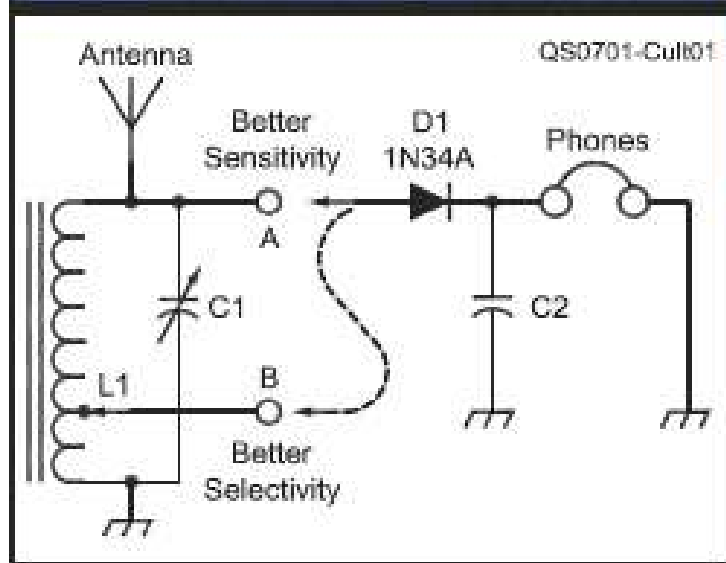 Antenna
QS0701-Cult01
Better
Sensitivity
D1
1N34A
Phones
A
C1
C2
L1
B
Better
Selectivity